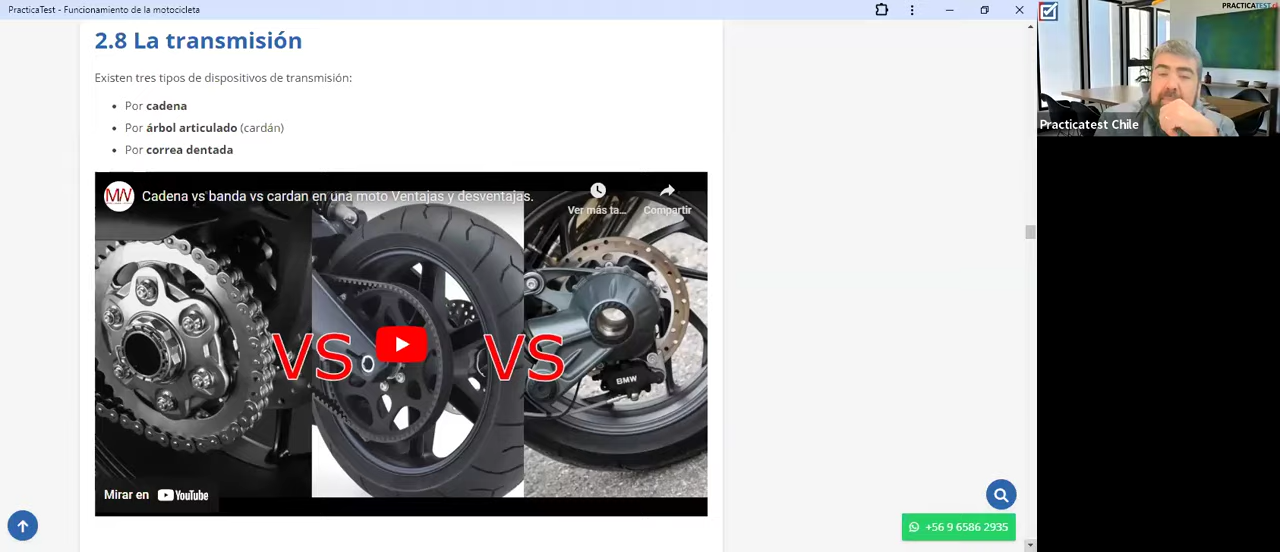 PracticaTest - Funcionamiento de la motocicleta
PRACTICATEST
2.8 La transmisión
Existen tres tipos de dispositivos de transmisión:
Por cadena
Por árbol articulado (cardán)
Por correa dentada
Practicatest Chile
Cadena vs banda vs cardan en una moto Ventajas y desventajas.
Ver más ta...
Compartir
VS VS
BMW
Mirar en YouTube
+56 9 6586 2935